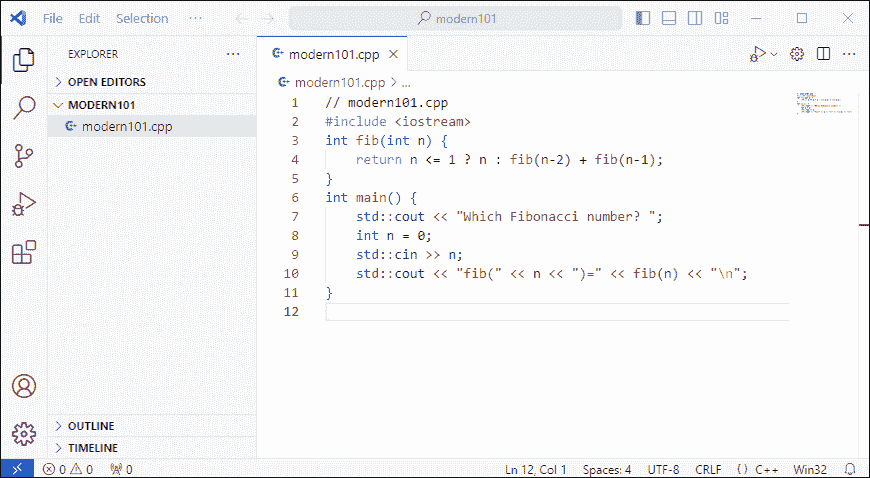 File Edit Selection ··· modern101
EXPLORER ···
OPEN EDITORS
MODERN101
modern101.cpp
OUTLINE
TIMELINE
modern101.cpp
modern101.cpp > ...
1 // modern101.cpp
2 #include <iostream>
3 int fib(int n) {
4     return n <= 1 ? n : fib(n-2) + fib(n-1);
5 }
6 int main() {
7     std::cout << "Which Fibonacci number? ";
8     int n = 0;
9     std::cin >> n;
10     std::cout << "fib(" << n << ")=" << fib(n) << "\n";
11 }
12
0 0 0 Ln 12, Col 1 Spaces: 4 UTF-8 CRLF {} C++ Win32